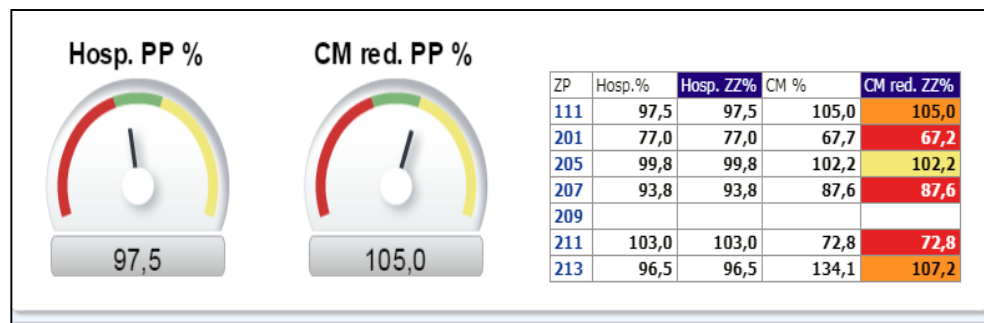 Hosp. PP %
97,5
CM red. PP %
105,0
ZP Hosp.% Hosp. ZZ% CM % CM red. ZZ%
111 97,5 97,5 105,0 105,0
201 77,0 77,0 67,7 67,2
205 99,8 99,8 102,2 102,2
207 93,8 93,8 87,6 87,6
209
211 103,0 103,0 72,8 72,8
213 96,5 96,5 134,1 107,2